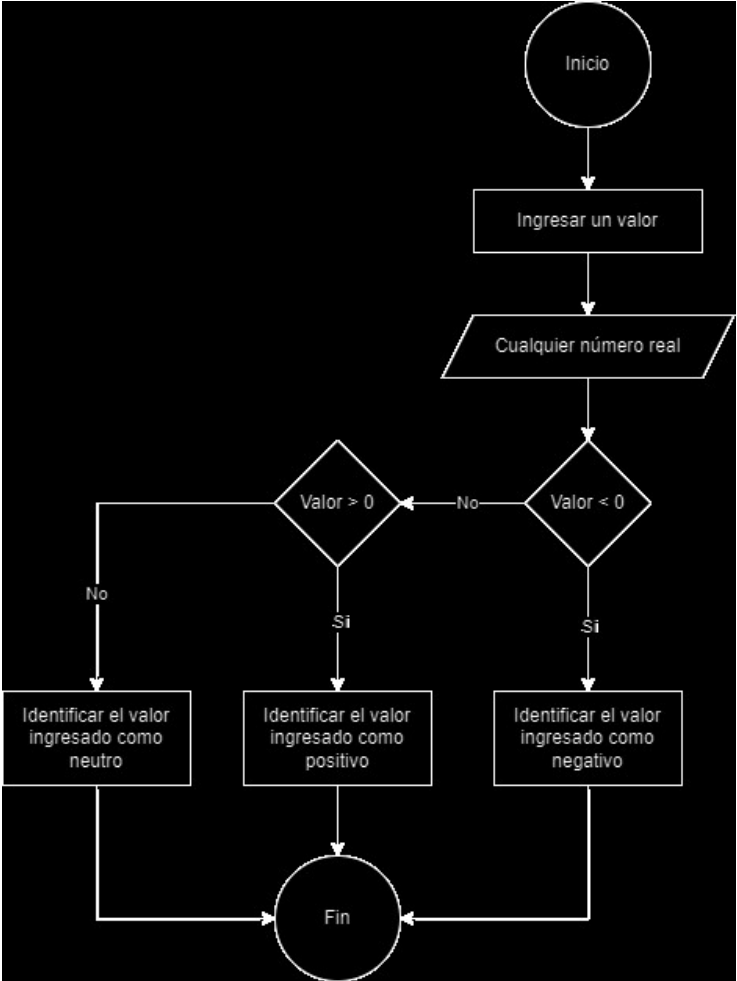 Inicio
Ingresar un valor
Cualquier número real
Valor > 0
No
Valor < 0
No
Si
Si
Identificar el valor
ingresado como
neutro
Identificar el valor
ingresado como
positivo
Identificar el valor
ingresado como
negativo
Fin